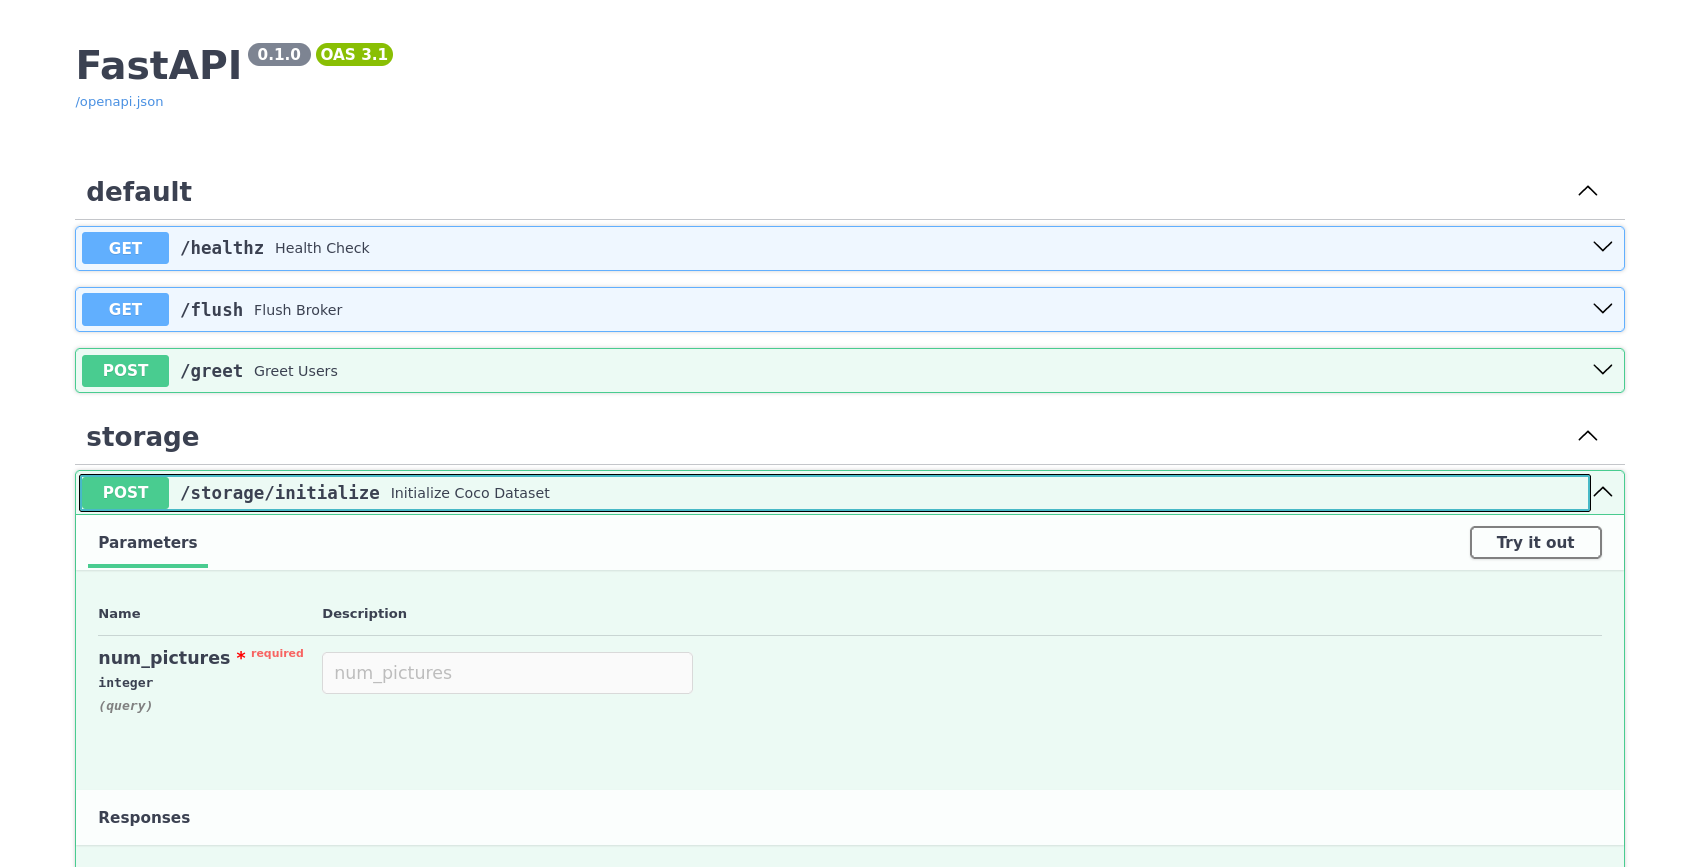 FastAPI 0.1.0 OAS 3.1
/openapi.json
default
GET /healthz Health Check
GET /flush Flush Broker
POST /greet Greet Users
storage
POST /storage/initialize Initialize Coco Dataset
Parameters Try it out
Name Description
num_pictures * required num_pictures
integer
(query)
Responses